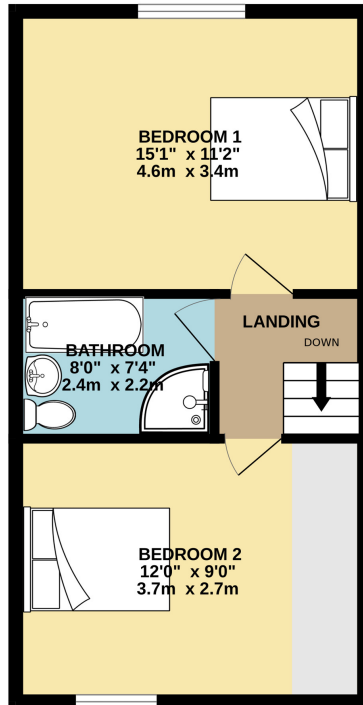 BEDROOM 1
15'1" x 11'2"
4.6m x 3.4m
LANDING
DOWN
BATHROOM
8'0" x 7'4"
2.4m x 2.2m
BEDROOM 2
12'0" x 9'0"
3.7m x 2.7m